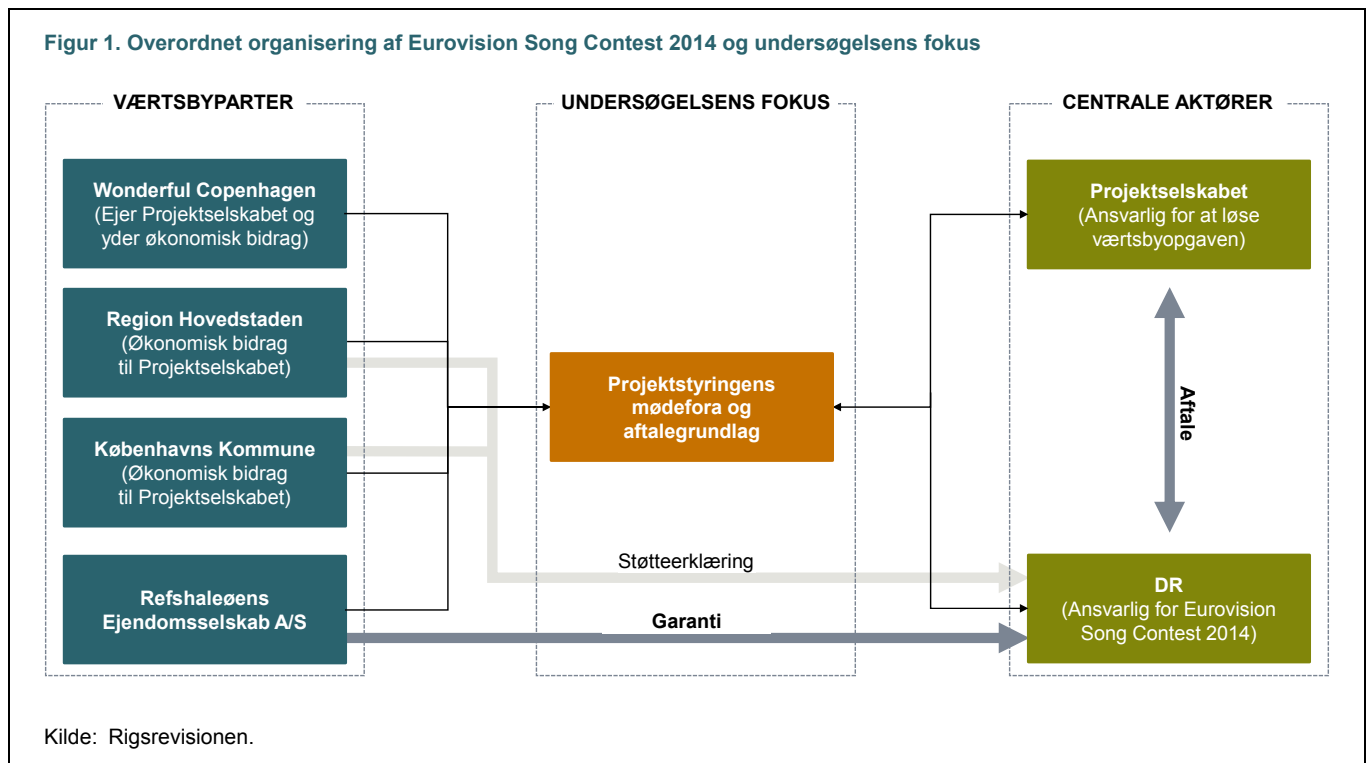 Figur 1. Overordnet organisering af Eurovision Song Contest 2014 og undersøgelsens fokus
VÆRTSBYPARTER
Wonderful Copenhagen
(Ejer Projektselskabet og
yder økonomisk bidrag)
Region Hovedstaden
(Økonomisk bidrag
til Projektselskabet)
Københavns Kommune
(Økonomisk bidrag
til Projektselskabet)
Refshaleøens
Ejendomsselskab A/S
UNDERSØGELSENS FOKUS
Projektstyringens
mødefora og
aftalegrundlag
Støtteerklæring
Garanti
CENTRALE AKTØRER
Projektselskabet
(Ansvarlig for at løse
værtsbyopgaven)
Aftale
DR
(Ansvarlig for Eurovision
Song Contest 2014)
Kilde: Rigsrevisionen.